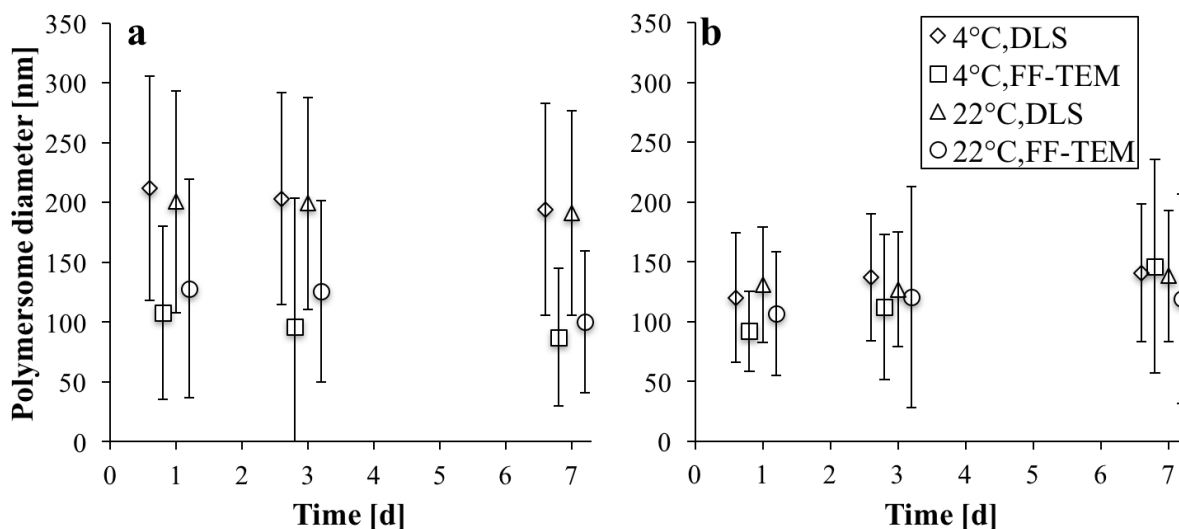 a
Polymersome diameter [nm]
350
300
250
200
150
100
50
0
0 1 2 3 4 5 6 7
Time [d]
b
350
300
250
200
150
100
50
0
0 1 2 3 4 5 6 7
Time [d]
4°C,DLS
4°C,FF-TEM
22°C,DLS
22°C,FF-TEM